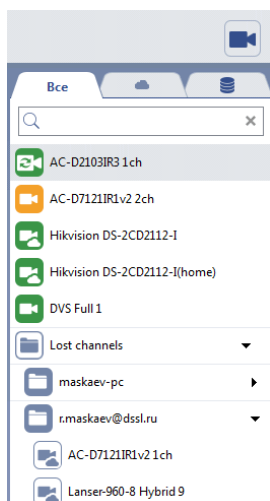 Все
AC-D2103IR3 1ch
AC-D7121IR1v2 2ch
Hikvision DS-2CD2112-I
Hikvision DS-2CD2112-I(home)
DVS Full 1
Lost channels
maskaev-pc
r.maskaev@dssl.ru
AC-D7121IR1v2 1ch
Lanser-960-8 Hybrid 9